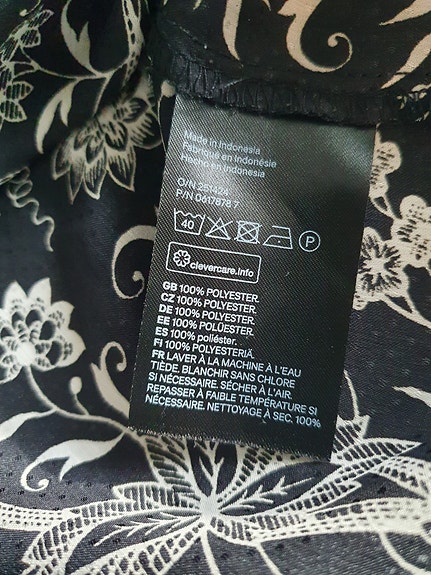 Made in Indonesia
Fabriqué en Indonésie
Hecho en Indonesia
O/N 251424
P/N 0617878 7
40
P
clevercare.info
GB 100% POLYESTER.
CZ 100% POLYESTER.
DE 100% POLYESTER.
EE 100% POLÜESTER.
ES 100% poliéster.
FI 100% POLYESTERIÄ.
FR LAVER À LA MACHINE À L'EAU
TIÈDE. BLANCHIR SANS CHLORE
SI NÉCESSAIRE. SÉCHER À L'AIR.
REPASSER À FAIBLE TEMPÉRATURE SI
NÉCESSAIRE. NETTOYAGE À SEC. 100%